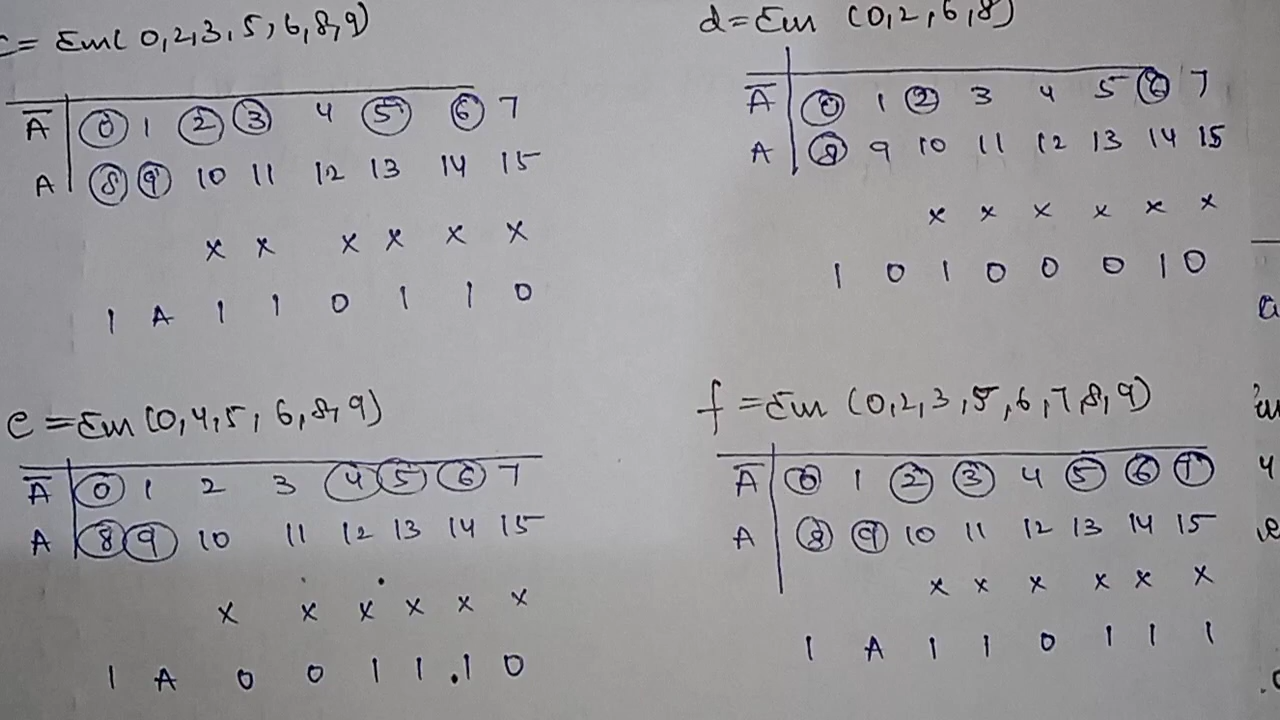 c = Σm( 0,2,3,5,6,8,9)
A̅ 0 1 2 3 4 5 6 7
A 8 9 10 11 12 13 14 15
x x x x x x
1 A 1 1 0 1 1 0
d = Σm (0,2,6,8)
A̅ 0 1 2 3 4 5 6 7
A 8 9 10 11 12 13 14 15
x x x x x x
1 0 1 0 0 0 1 0
e = Σm (0,4,5,6,8,9)
A̅ 0 1 2 3 4 5 6 7
A 8 9 10 11 12 13 14 15
x x x x x x
1 A 0 0 1 1 .1 0
f = Σm (0,2,3,5,6,7,8,9)
A̅ 0 1 2 3 4 5 6 7
A 8 9 10 11 12 13 14 15
x x x x x x
1 A 1 1 0 1 1 1